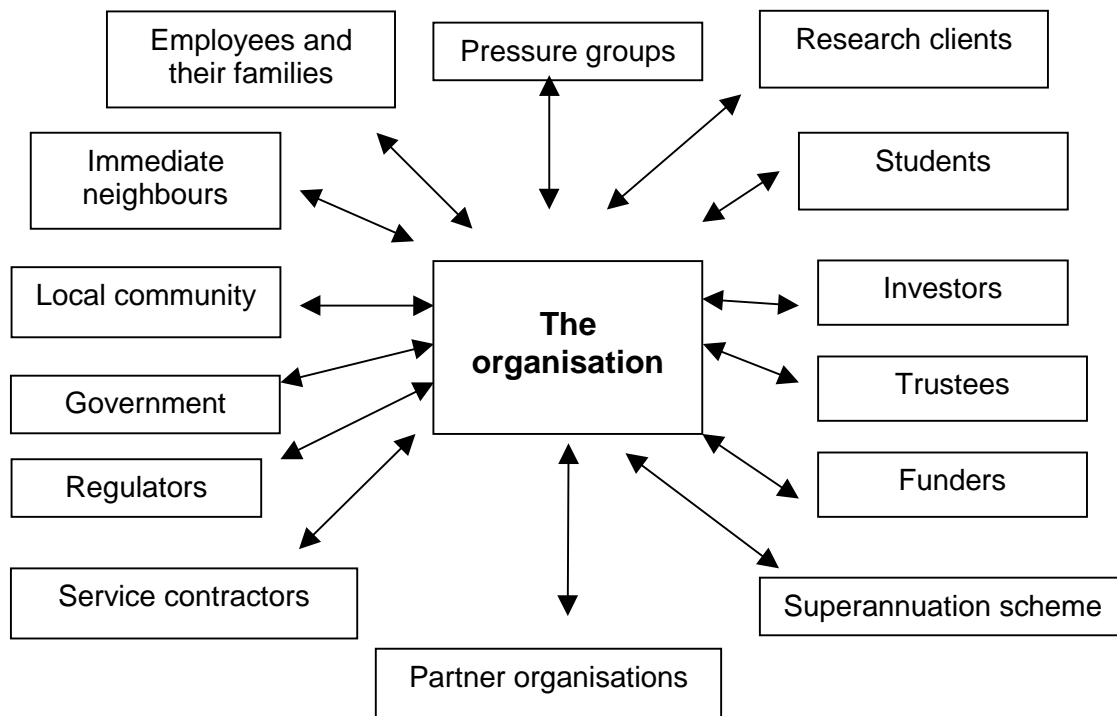 Employees and
their families
Pressure groups
Research clients
Immediate
neighbours
Students
Local community
The
organisation
Investors
Government
Trustees
Regulators
Funders
Service contractors
Superannuation scheme
Partner organisations